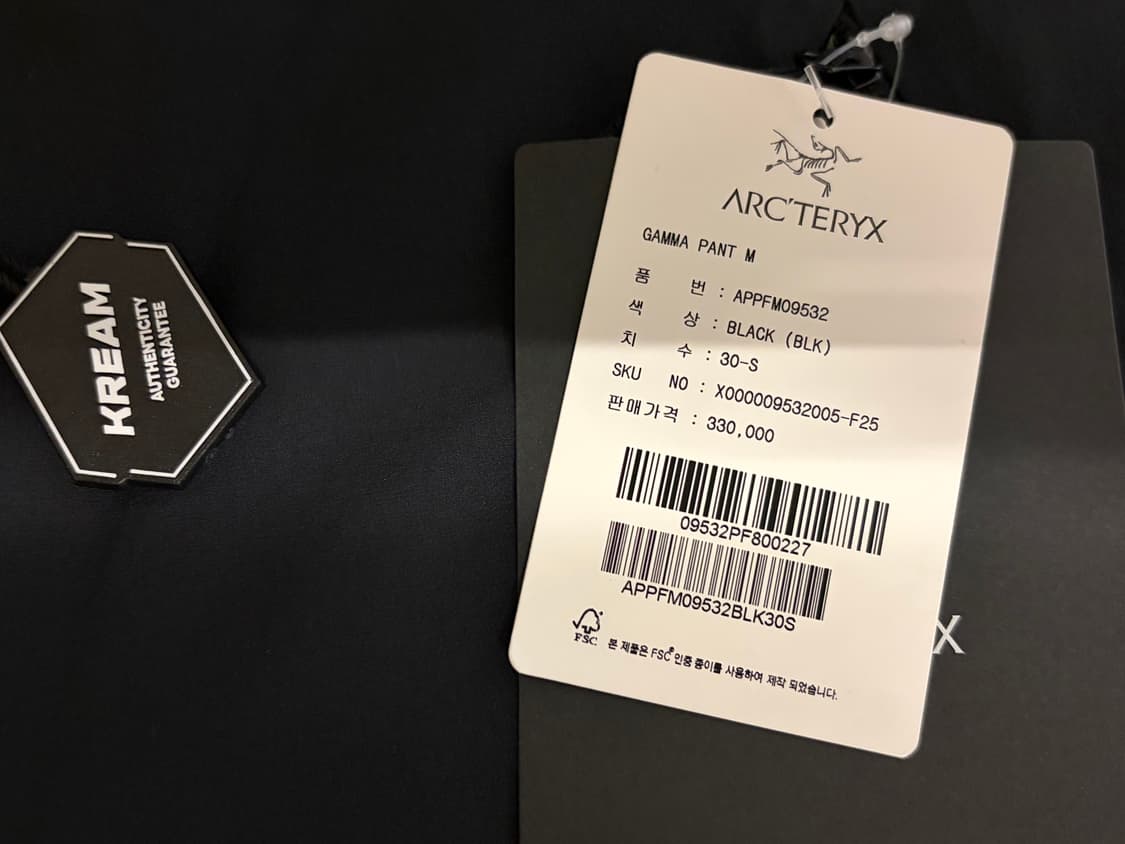 KREAM
AUTHENTICITY
GUARANTEE
ARC'TERYX
GAMMA PANT M
품 번 : APPFM09532
색 상 : BLACK (BLK)
치 수 : 30-S
SKU NO : X000009532005-F25
판매가격 : 330,000
09532PF800227
APPFM09532BLK30S
FSC
본 제품은 FSC® 인증 종이를 사용하여 제작 되었습니다.
X